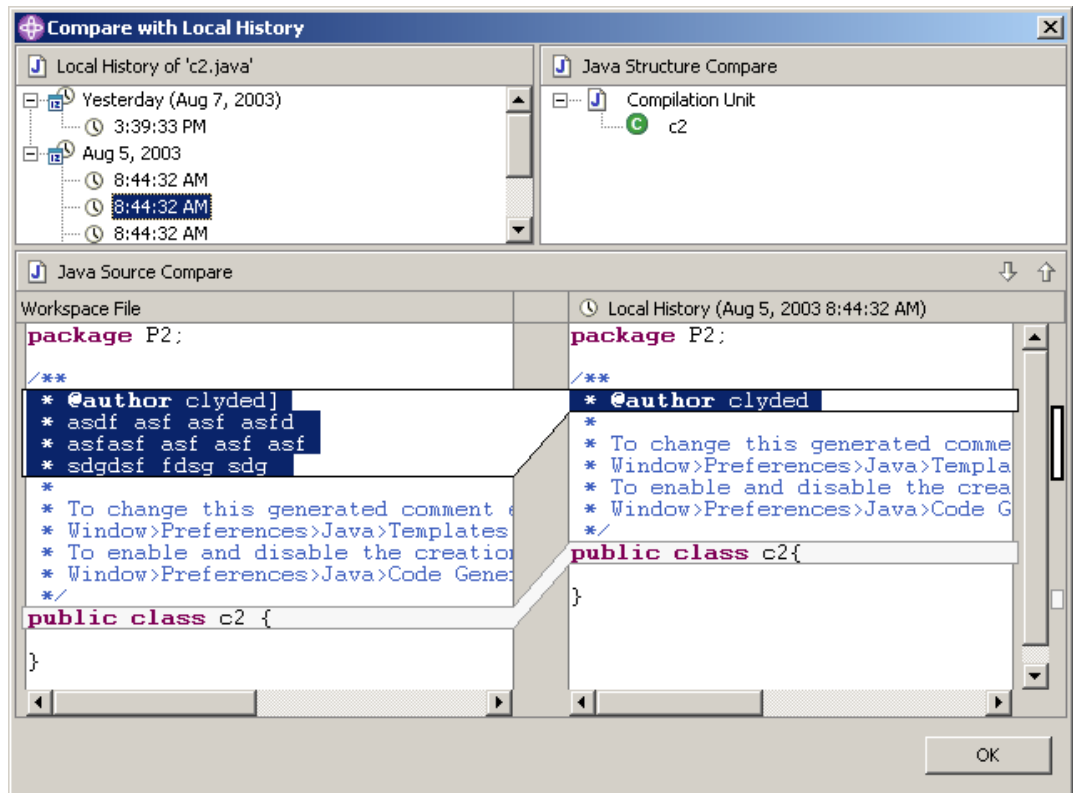 Compare with Local History
Local History of 'c2.java'
Yesterday (Aug 7, 2003)
3:39:33 PM
Aug 5, 2003
8:44:32 AM
8:44:32 AM
8:44:32 AM
Java Structure Compare
Compilation Unit
c2
Java Source Compare
Workspace File
package P2;
/**
* @author clyded]
* asdf asf asf asfd
* asfasf asf asf asf
* sdgdsf fdsg sdg
*
* To change this generated comment
* Window>Preferences>Java>Templates
* To enable and disable the creation
* Window>Preferences>Java>Code Gene
*/
public class c2 {
}
Local History (Aug 5, 2003 8:44:32 AM)
package P2;
/**
* @author clyded
*
* To change this generated comme
* Window>Preferences>Java>Templa
* To enable and disable the crea
* Window>Preferences>Java>Code G
*/
public class c2{
}
OK